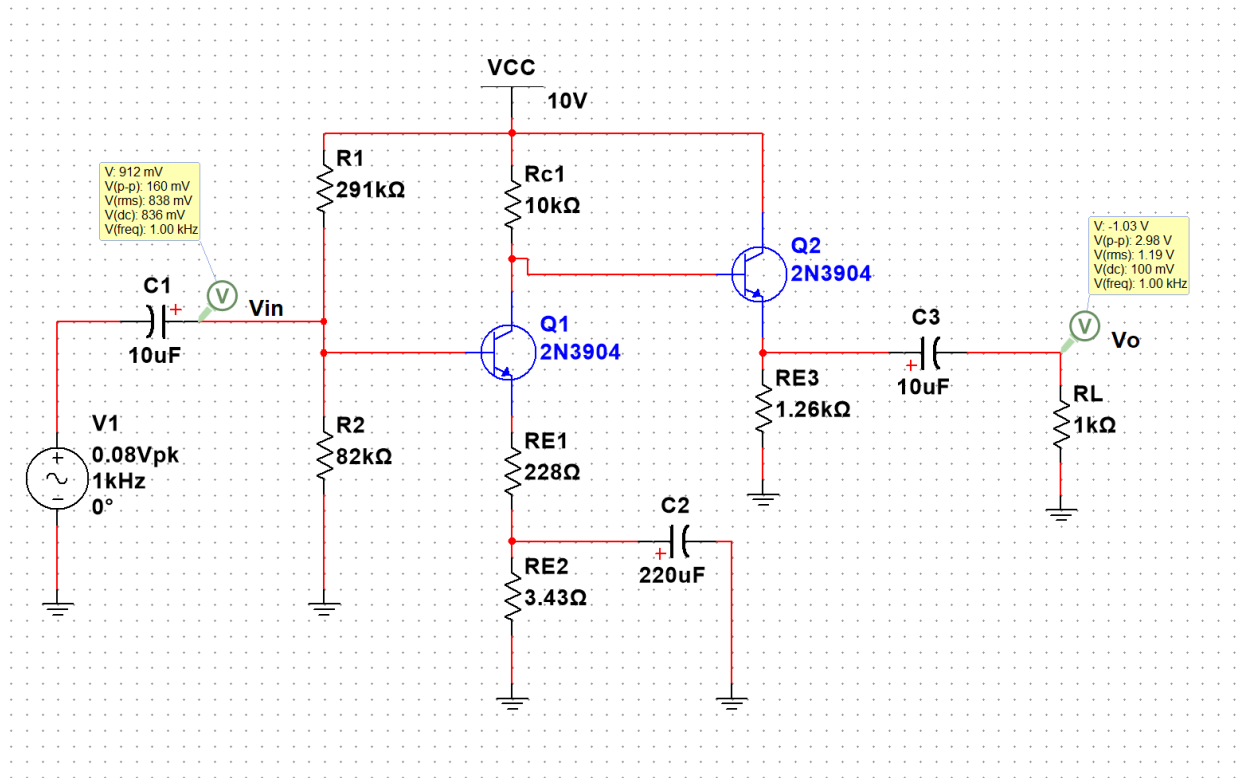 VCC
10V
R1
291kΩ
Rc1
10kΩ
V: 912 mV
V(p-p): 160 mV
V(rms): 838 mV
V(dc): 836 mV
V(freq): 1.00 kHz
V: -1.03 V
V(p-p): 2.98 V
V(rms): 1.19 V
V(dc): 100 mV
V(freq): 1.00 kHz
Q2
2N3904
C1
+
V
Vin
10uF
Q1
2N3904
C3
+
10uF
V
Vo
RE3
1.26kΩ
RL
1kΩ
V1
0.08Vpk
1kHz
0°
R2
82kΩ
RE1
228Ω
C2
+
220uF
RE2
3.43Ω